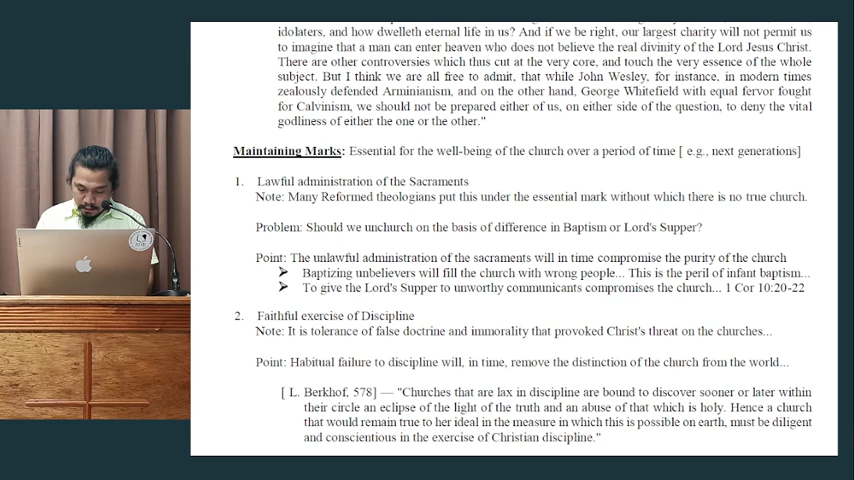 idolaters, and how dwelleth eternal life in us? And if we be right, our largest charity will not permit us
to imagine that a man can enter heaven who does not believe the real divinity of the Lord Jesus Christ.
There are other controversies which thus cut at the very core, and touch the very essence of the whole
subject. But I think we are all free to admit, that while John Wesley, for instance, in modern times
zealously defended Arminianism, and on the other hand, George Whitefield with equal fervor fought
for Calvinism, we should not be prepared either of us, on either side of the question, to deny the vital
godliness of either the one or the other."
Maintaining Marks: Essential for the well-being of the church over a period of time [ e.g., next generations]
1. Lawful administration of the Sacraments
Note: Many Reformed theologians put this under the essential mark without which there is no true church.
Problem: Should we unchurch on the basis of difference in Baptism or Lord's Supper?
Point: The unlawful administration of the sacraments will in time compromise the purity of the church
➢ Baptizing unbelievers will fill the church with wrong people... This is the peril of infant baptism...
➢ To give the Lord's Supper to unworthy communicants compromises the church... 1 Cor 10:20-22
2. Faithful exercise of Discipline
Note: It is tolerance of false doctrine and immorality that provoked Christ's threat on the churches...
Point: Habitual failure to discipline will, in time, remove the distinction of the church from the world...
[ L. Berkhof, 578] — "Churches that are lax in discipline are bound to discover sooner or later within
their circle an eclipse of the light of the truth and an abuse of that which is holy. Hence a church
that would remain true to her ideal in the measure in which this is possible on earth, must be diligent
and conscientious in the exercise of Christian discipline."